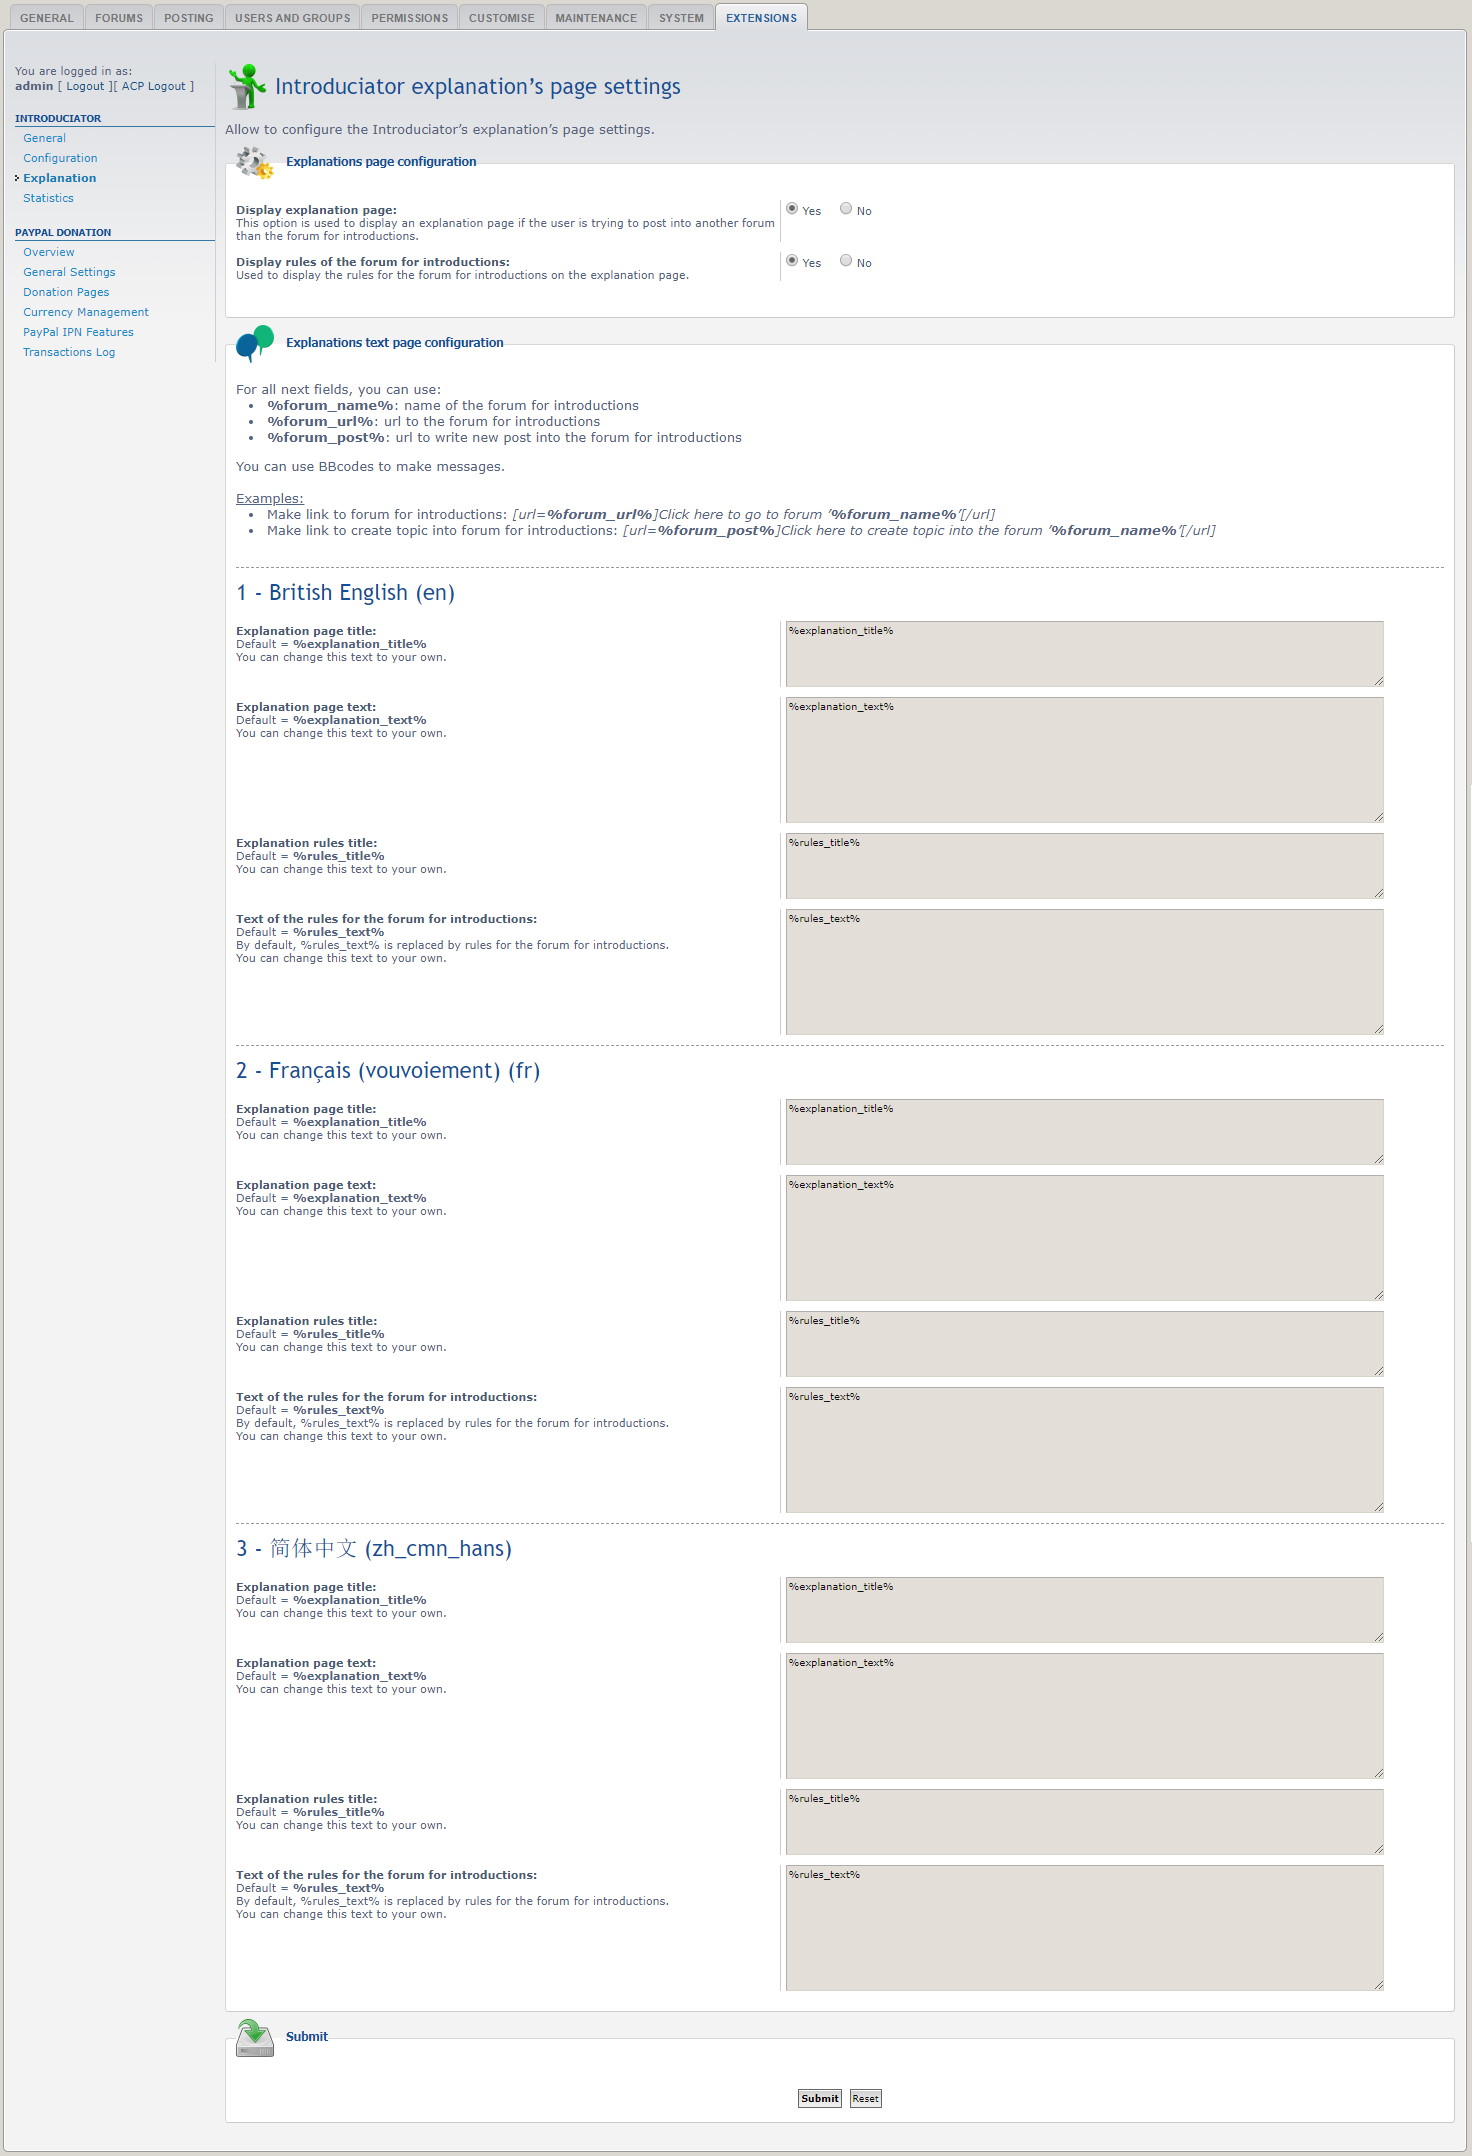 GENERAL FORUMS POSTING USERS AND GROUPS PERMISSIONS CUSTOMISE MAINTENANCE SYSTEM EXTENSIONS
You are logged in as:
admin [ Logout ][ ACP Logout ]
INTRODUCIATOR
General
Configuration
Explanation
Statistics
PAYPAL DONATION
Overview
General Settings
Donation Pages
Currency Management
PayPal IPN Features
Transactions Log
Introduciator explanation’s page settings
Allow to configure the Introduciator’s explanation’s page settings.
Explanations page configuration
Display explanation page:
This option is used to display an explanation page if the user is trying to post into another forum
than the forum for introductions.
Yes No
Display rules of the forum for introductions:
Used to display the rules for the forum for introductions on the explanation page.
Yes No
Explanations text page configuration
For all next fields, you can use:
• %forum_name%: name of the forum for introductions
• %forum_url%: url to the forum for introductions
• %forum_post%: url to write new post into the forum for introductions
You can use BBcodes to make messages.
Examples:
• Make link to forum for introductions: [url=%forum_url%]Click here to go to forum ’%forum_name%’[/url]
• Make link to create topic into forum for introductions: [url=%forum_post%]Click here to create topic into the forum ’%forum_name%’[/url]
1 - British English (en)
Explanation page title:
Default = %explanation_title%
You can change this text to your own.
%explanation_title%
Explanation page text:
Default = %explanation_text%
You can change this text to your own.
%explanation_text%
Explanation rules title:
Default = %rules_title%
You can change this text to your own.
%rules_title%
Text of the rules for the forum for introductions:
Default = %rules_text%
By default, %rules_text% is replaced by rules for the forum for introductions.
You can change this text to your own.
%rules_text%
2 - Français (vouvoiement) (fr)
Explanation page title:
Default = %explanation_title%
You can change this text to your own.
%explanation_title%
Explanation page text:
Default = %explanation_text%
You can change this text to your own.
%explanation_text%
Explanation rules title:
Default = %rules_title%
You can change this text to your own.
%rules_title%
Text of the rules for the forum for introductions:
Default = %rules_text%
By default, %rules_text% is replaced by rules for the forum for introductions.
You can change this text to your own.
%rules_text%
3 - 简体中文 (zh_cmn_hans)
Explanation page title:
Default = %explanation_title%
You can change this text to your own.
%explanation_title%
Explanation page text:
Default = %explanation_text%
You can change this text to your own.
%explanation_text%
Explanation rules title:
Default = %rules_title%
You can change this text to your own.
%rules_title%
Text of the rules for the forum for introductions:
Default = %rules_text%
By default, %rules_text% is replaced by rules for the forum for introductions.
You can change this text to your own.
%rules_text%
Submit
Submit Reset